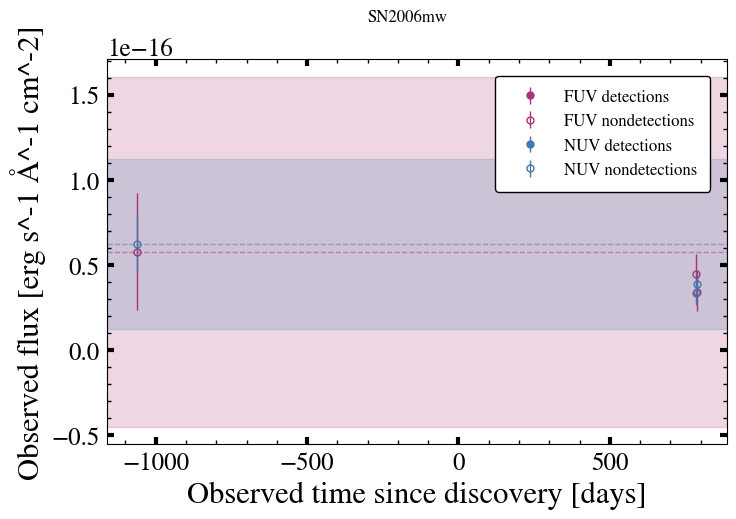 SN2006mw
1e−16
1.5
1.0
0.5
0.0
−0.5
Observed flux [erg s^-1 Å^-1 cm^-2]
FUV detections
FUV nondetections
NUV detections
NUV nondetections
−1000 −500 0 500
Observed time since discovery [days]